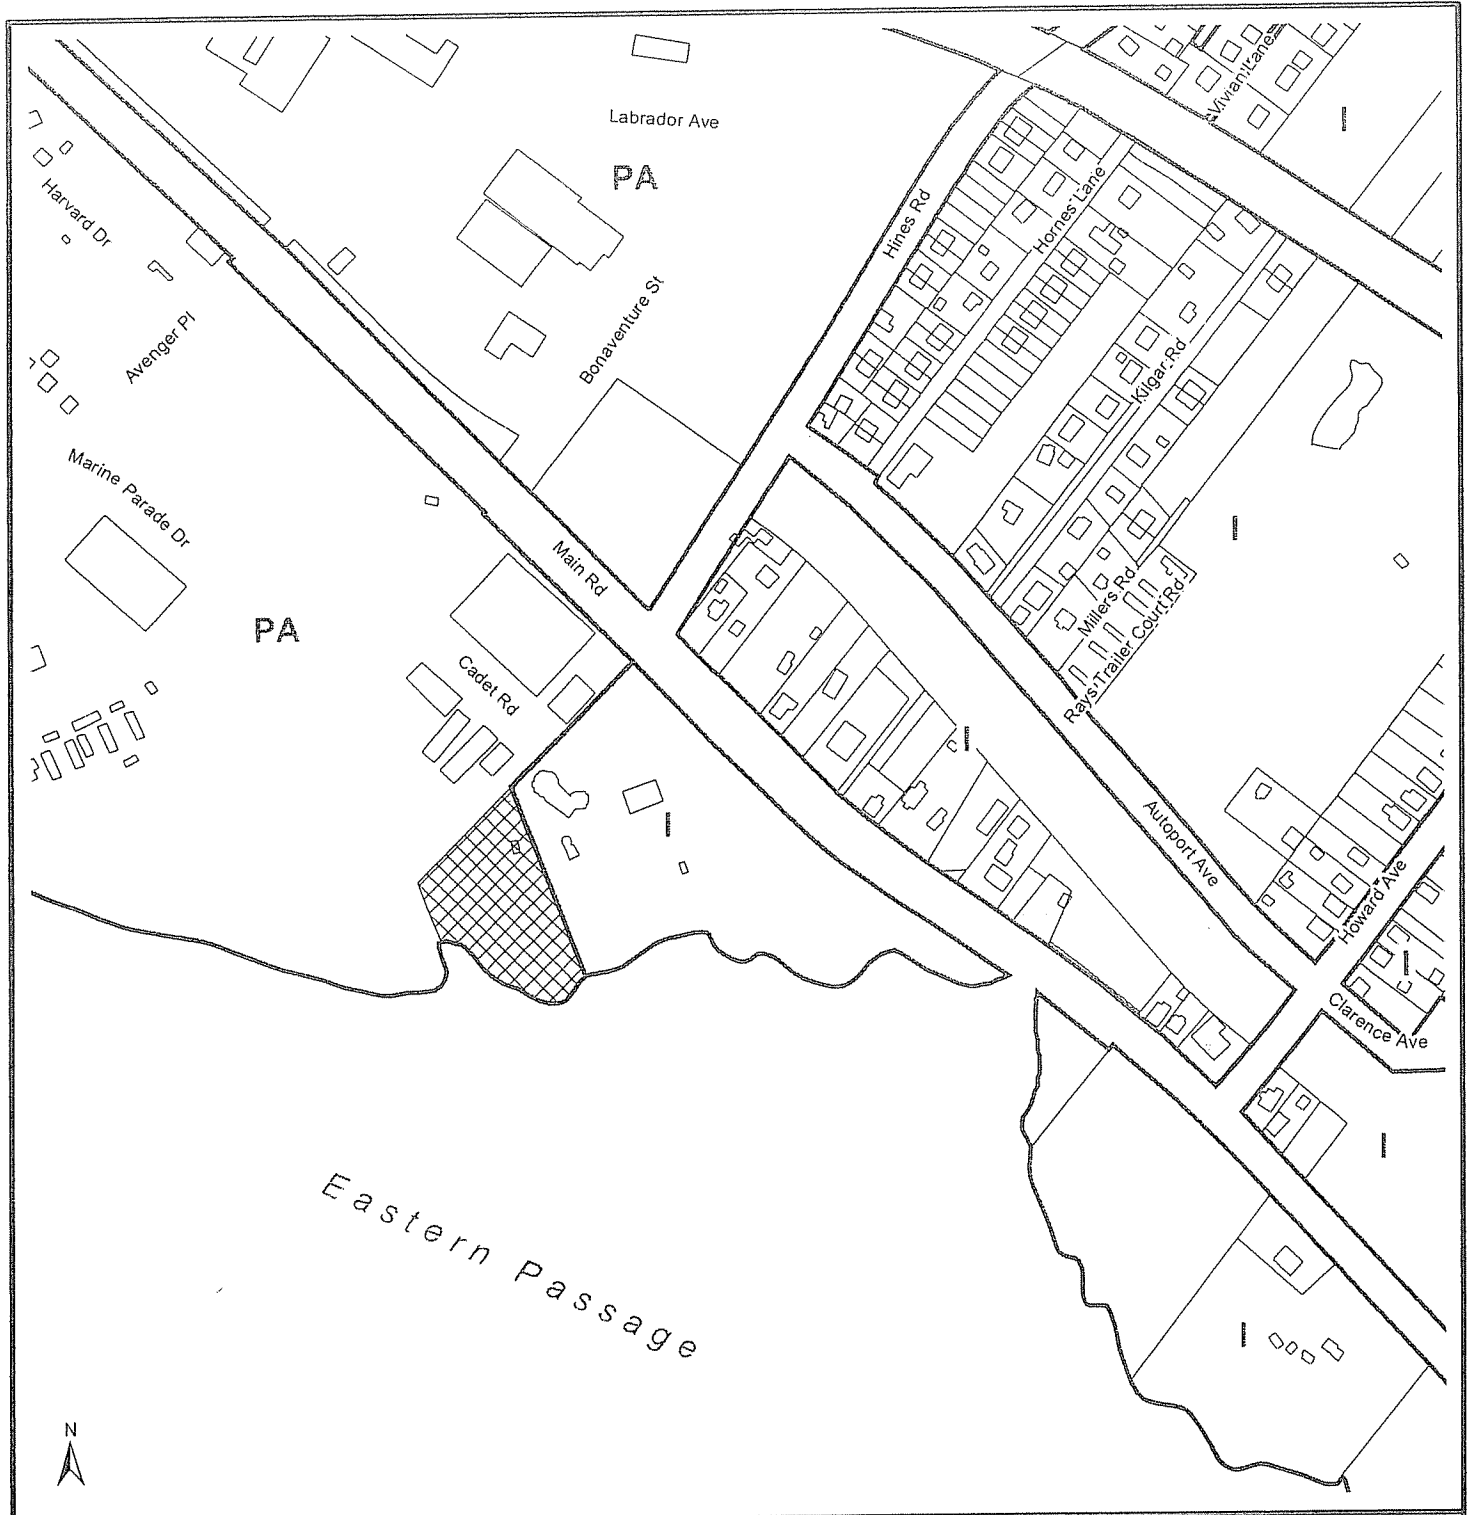 Vivian Lane
Labrador Ave
I
PA
Harvard Dr
Hines Rd
Hornes Lane
Bonaventure St
Avenger Pl
Kilgar Rd
Marine Parade Dr
I
Main Rd
PA
Millers Rd
Rays Trailer Court Rd
Cadet Rd
I
I
Autoport Ave
Howard Ave
I
Clarence Ave
I
Eastern Passage
I
N